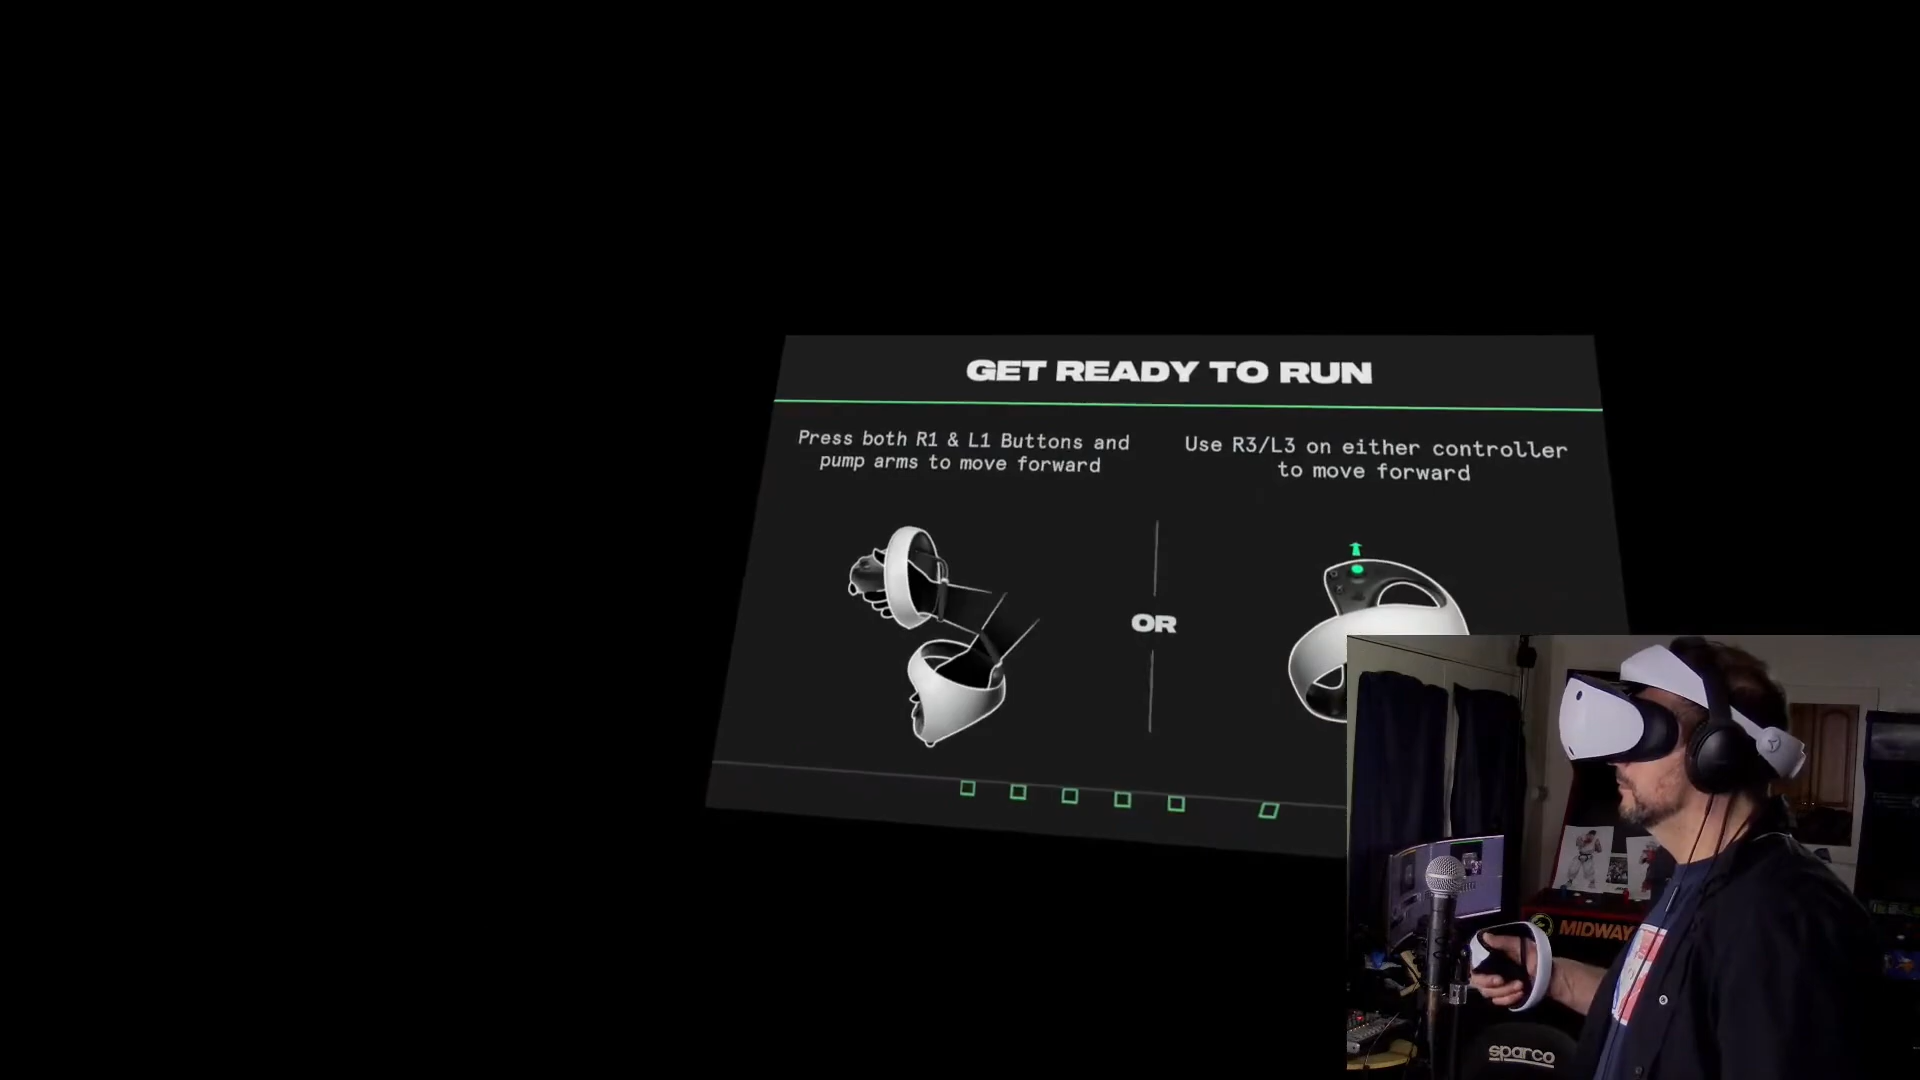 GET READY TO RUN
Press both R1 & L1 Buttons and
pump arms to move forward
Use R3/L3 on either controller
to move forward
OR
MIDWAY
sparco